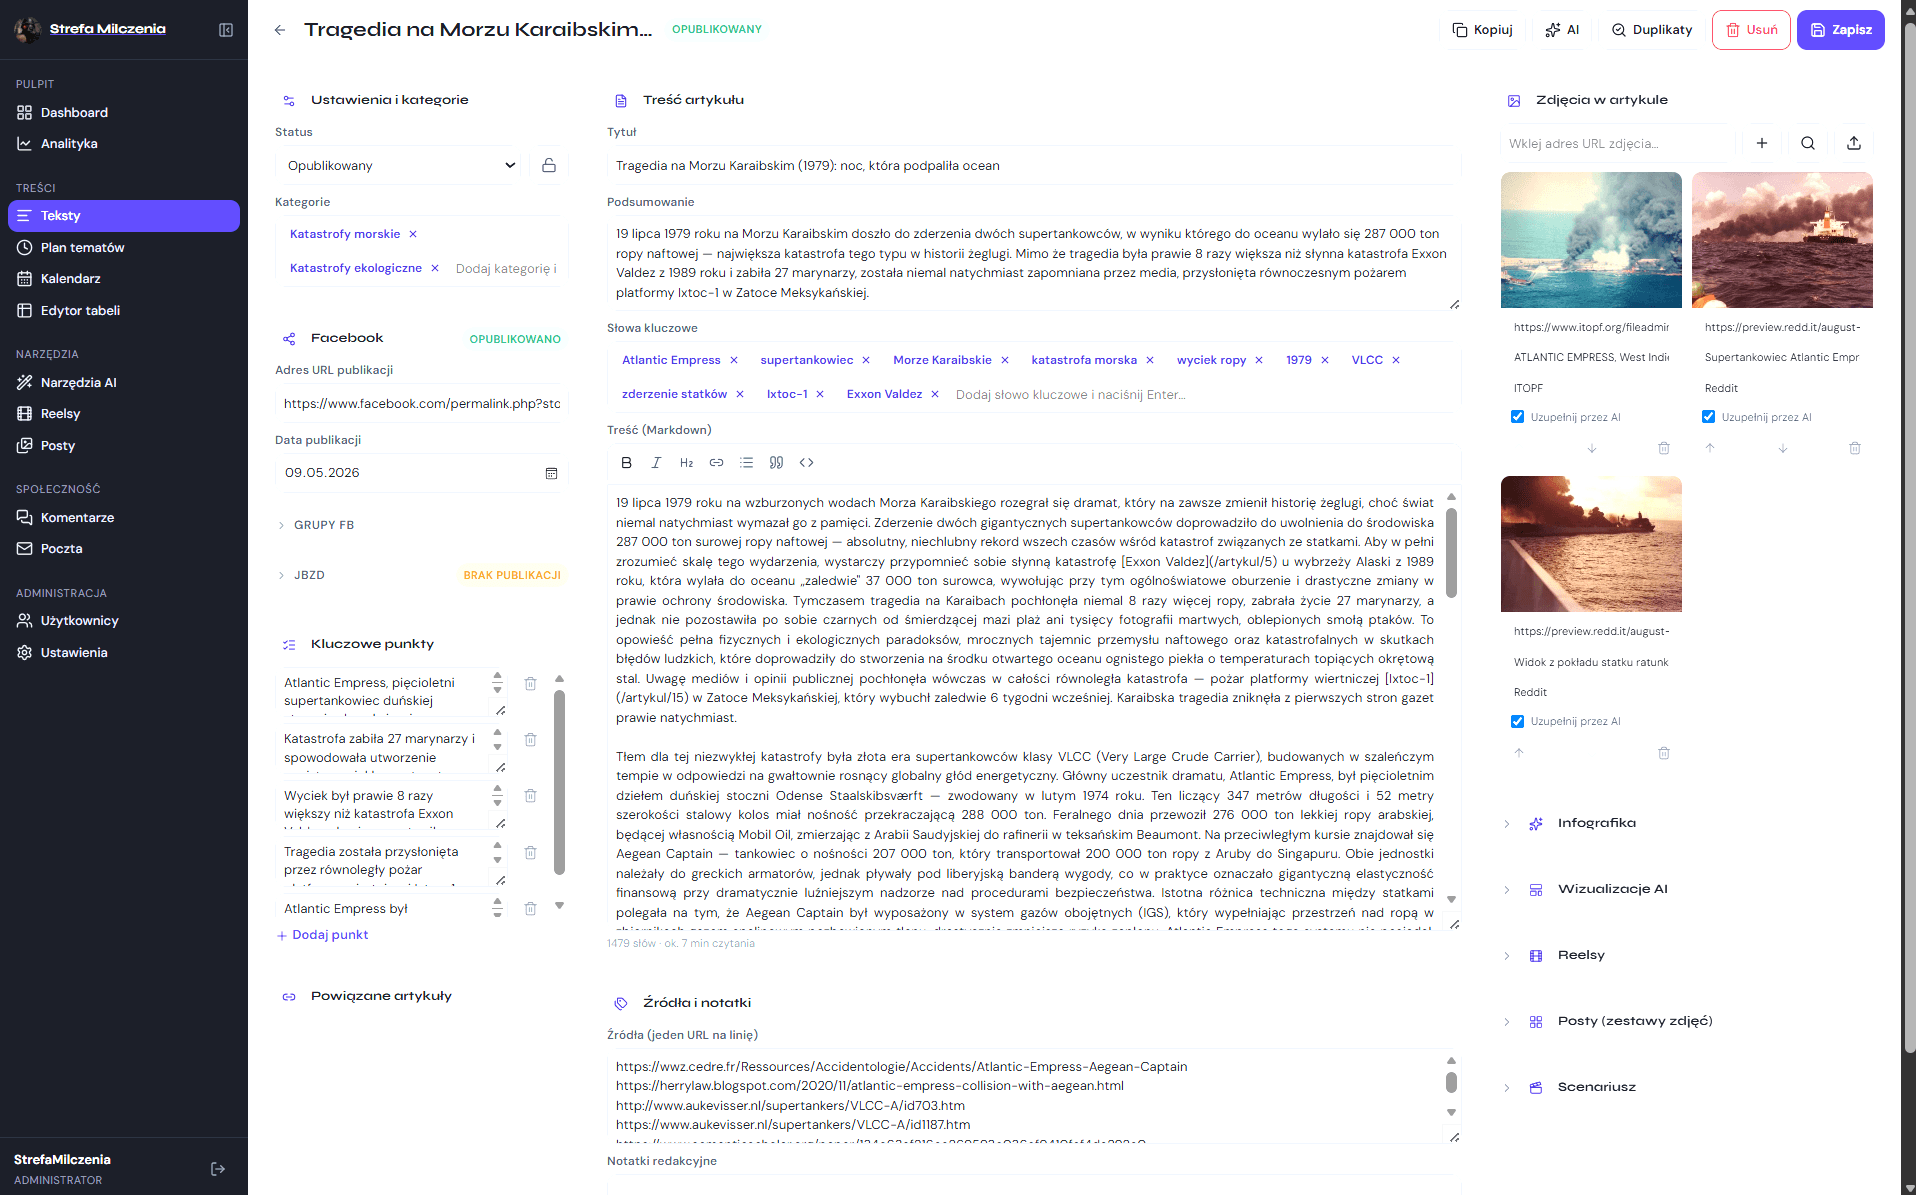 Strefa Milczenia
PULPIT
Dashboard
Analityka
TREŚCI
Teksty
Plan tematów
Kalendarz
Edytor tabeli
NARZĘDZIA
Narzędzia AI
Reelsy
Posty
SPOŁECZNOŚĆ
Komentarze
Poczta
ADMINISTRACJA
Użytkownicy
Ustawienia
StrefaMilczenia
ADMINISTRATOR
Tragedia na Morzu Karaibskim...
OPUBLIKOWANY
Kopiuj
AI
Duplikaty
Usuń
Zapisz
Ustawienia i kategorie
Status
Opublikowany
Kategorie
Katastrofy morskie ×
Katastrofy ekologiczne × Dodaj kategorię i
Facebook
OPUBLIKOWANO
Adres URL publikacji
https://www.facebook.com/permalink.php?stc
Data publikacji
09.05.2026
GRUPY FB
JBZD
BRAK PUBLIKACJI
Kluczowe punkty
Atlantic Empress, pięcioletni
supertankowiec duńskiej
Katastrofa zabiła 27 marynarzy i
spowodowała utworzenie
Wyciek był prawie 8 razy
większy niż katastrofa Exxon
Tragedia została przysłonięta
przez równoległy pożar
Atlantic Empress był
+ Dodaj punkt
Powiązane artykuły
Treść artykułu
Tytuł
Tragedia na Morzu Karaibskim (1979): noc, która podpaliła ocean
Podsumowanie
19 lipca 1979 roku na Morzu Karaibskim doszło do zderzenia dwóch supertankowców, w wyniku którego do oceanu wylało się 287 000 ton
ropy naftowej — największa katastrofa tego typu w historii żeglugi. Mimo że tragedia była prawie 8 razy większa niż słynna katastrofa Exxon
Valdez z 1989 roku i zabiła 27 marynarzy, została niemal natychmiast zapomniana przez media, przysłonięta równoczesnym pożarem
platformy Ixtoc-1 w Zatoce Meksykańskiej.
Słowa kluczowe
Atlantic Empress × supertankowiec × Morze Karaibskie × katastrofa morska × wyciek ropy × 1979 × VLCC ×
zderzenie statków × Ixtoc-1 × Exxon Valdez × Dodaj słowo kluczowe i naciśnij Enter...
Treść (Markdown)
B I H2
19 lipca 1979 roku na wzburzonych wodach Morza Karaibskiego rozegrał się dramat, który na zawsze zmienił historię żeglugi, choć świat
niemal natychmiast wymazał go z pamięci. Zderzenie dwóch gigantycznych supertankowców doprowadziło do uwolnienia do środowiska
287 000 ton surowej ropy naftowej — absolutny, niechlubny rekord wszech czasów wśród katastrof związanych ze statkami. Aby w pełni
zrozumieć skalę tego wydarzenia, wystarczy przypomnieć sobie słynną katastrofę [Exxon Valdez](/artykul/5) u wybrzeży Alaski z 1989
roku, która wylała do oceanu „zaledwie" 37 000 ton surowca, wywołując przy tym ogólnoświatowe oburzenie i drastyczne zmiany w
prawie ochrony środowiska. Tymczasem tragedia na Karaibach pochłonęła niemal 8 razy więcej ropy, zabrała życie 27 marynarzy, a
jednak nie pozostawiła po sobie czarnych od śmierdzącej mazi plaż ani tysięcy fotografii martwych, oblepionych smołą ptaków. To
opowieść pełna fizycznych i ekologicznych paradoksów, mrocznych tajemnic przemysłu naftowego oraz katastrofalnych w skutkach
błędów ludzkich, które doprowadziły do stworzenia na środku otwartego oceanu ognistego piekła o temperaturach topiących okrętową
stal. Uwagę mediów i opinii publicznej pochłonęła wówczas w całości równoległa katastrofa — pożar platformy wiertniczej [Ixtoc-1]
(/artykul/15) w Zatoce Meksykańskiej, który wybuchł zaledwie 6 tygodni wcześniej. Karaibska tragedia zniknęła z pierwszych stron gazet
prawie natychmiast.
Tłem dla tej niezwykłej katastrofy była złota era supertankowców klasy VLCC (Very Large Crude Carrier), budowanych w szaleńczym
tempie w odpowiedzi na gwałtownie rosnący globalny głód energetyczny. Główny uczestnik dramatu, Atlantic Empress, był pięcioletnim
dziełem duńskiej stoczni Odense Staalskibsværft — zwodowany w lutym 1974 roku. Ten liczący 347 metrów długości i 52 metry
szerokości stalowy kolos miał nośność przekraczającą 288 000 ton. Feralnego dnia przewoził 276 000 ton lekkiej ropy arabskiej,
będącej własnością Mobil Oil, zmierzając z Arabii Saudyjskiej do rafinerii w teksańskim Beaumont. Na przeciwległym kursie znajdował się
Aegean Captain — tankowiec o nośności 207 000 ton, który transportował 200 000 ton ropy z Aruby do Singapuru. Obie jednostki
należały do greckich armatorów, jednak pływały pod liberyjską banderą wygody, co w praktyce oznaczało gigantyczną elastyczność
finansową przy dramatycznie luźniejszym nadzorze nad procedurami bezpieczeństwa. Istotna różnica techniczna między statkami
polegała na tym, że Aegean Captain był wyposażony w system gazów obojętnych (IGS), który wypełniając przestrzeń nad ropą w
1479 słów · ok. 7 min czytania
Źródła i notatki
Źródła (jeden URL na linię)
https://wwz.cedre.fr/Ressources/Accidentologie/Accidents/Atlantic-Empress-Aegean-Captain
https://herrylaw.blogspot.com/2020/11/atlantic-empress-collision-with-aegean.html
http://www.aukevisser.nl/supertankers/VLCC-A/id703.htm
https://www.aukevisser.nl/supertankers/VLCC-A/id1187.htm
Notatki redakcyjne
Zdjęcia w artykule
Wklej adres URL zdjęcia...
https://www.itopf.org/fileadmir
ATLANTIC EMPRESS, West Indie
ITOPF
Uzupełnij przez AI
https://preview.redd.it/august-
Supertankowiec Atlantic Empr
Reddit
Uzupełnij przez AI
https://preview.redd.it/august-
Widok z pokładu statku ratunk
Reddit
Uzupełnij przez AI
Infografika
Wizualizacje AI
Reelsy
Posty (zestawy zdjęć)
Scenariusz